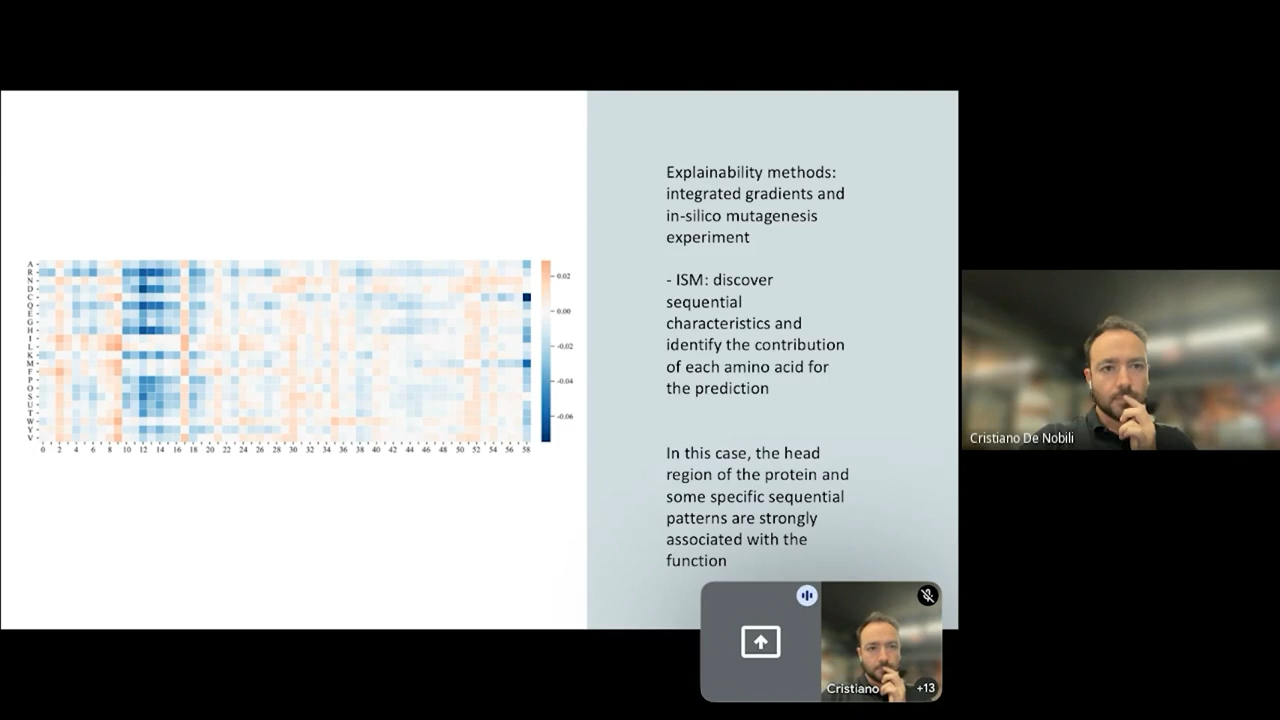 Explainability methods:
integrated gradients and
in-silico mutagenesis
experiment
- ISM: discover
sequential
characteristics and
identify the contribution
of each amino acid for
the prediction
In this case, the head
region of the protein and
some specific sequential
patterns are strongly
associated with the
function
A
R
N
D
C
Q
E
G
H
I
L
K
M
F
P
O
S
U
T
W
Y
V
0 2 4 6 8 10 12 14 16 18 20 22 24 26 28 30 32 34 36 38 40 42 44 46 48 50 52 54 56 58
0.02
0.00
-0.02
-0.04
-0.06
Cristiano De Nobili
Cristiano
+13